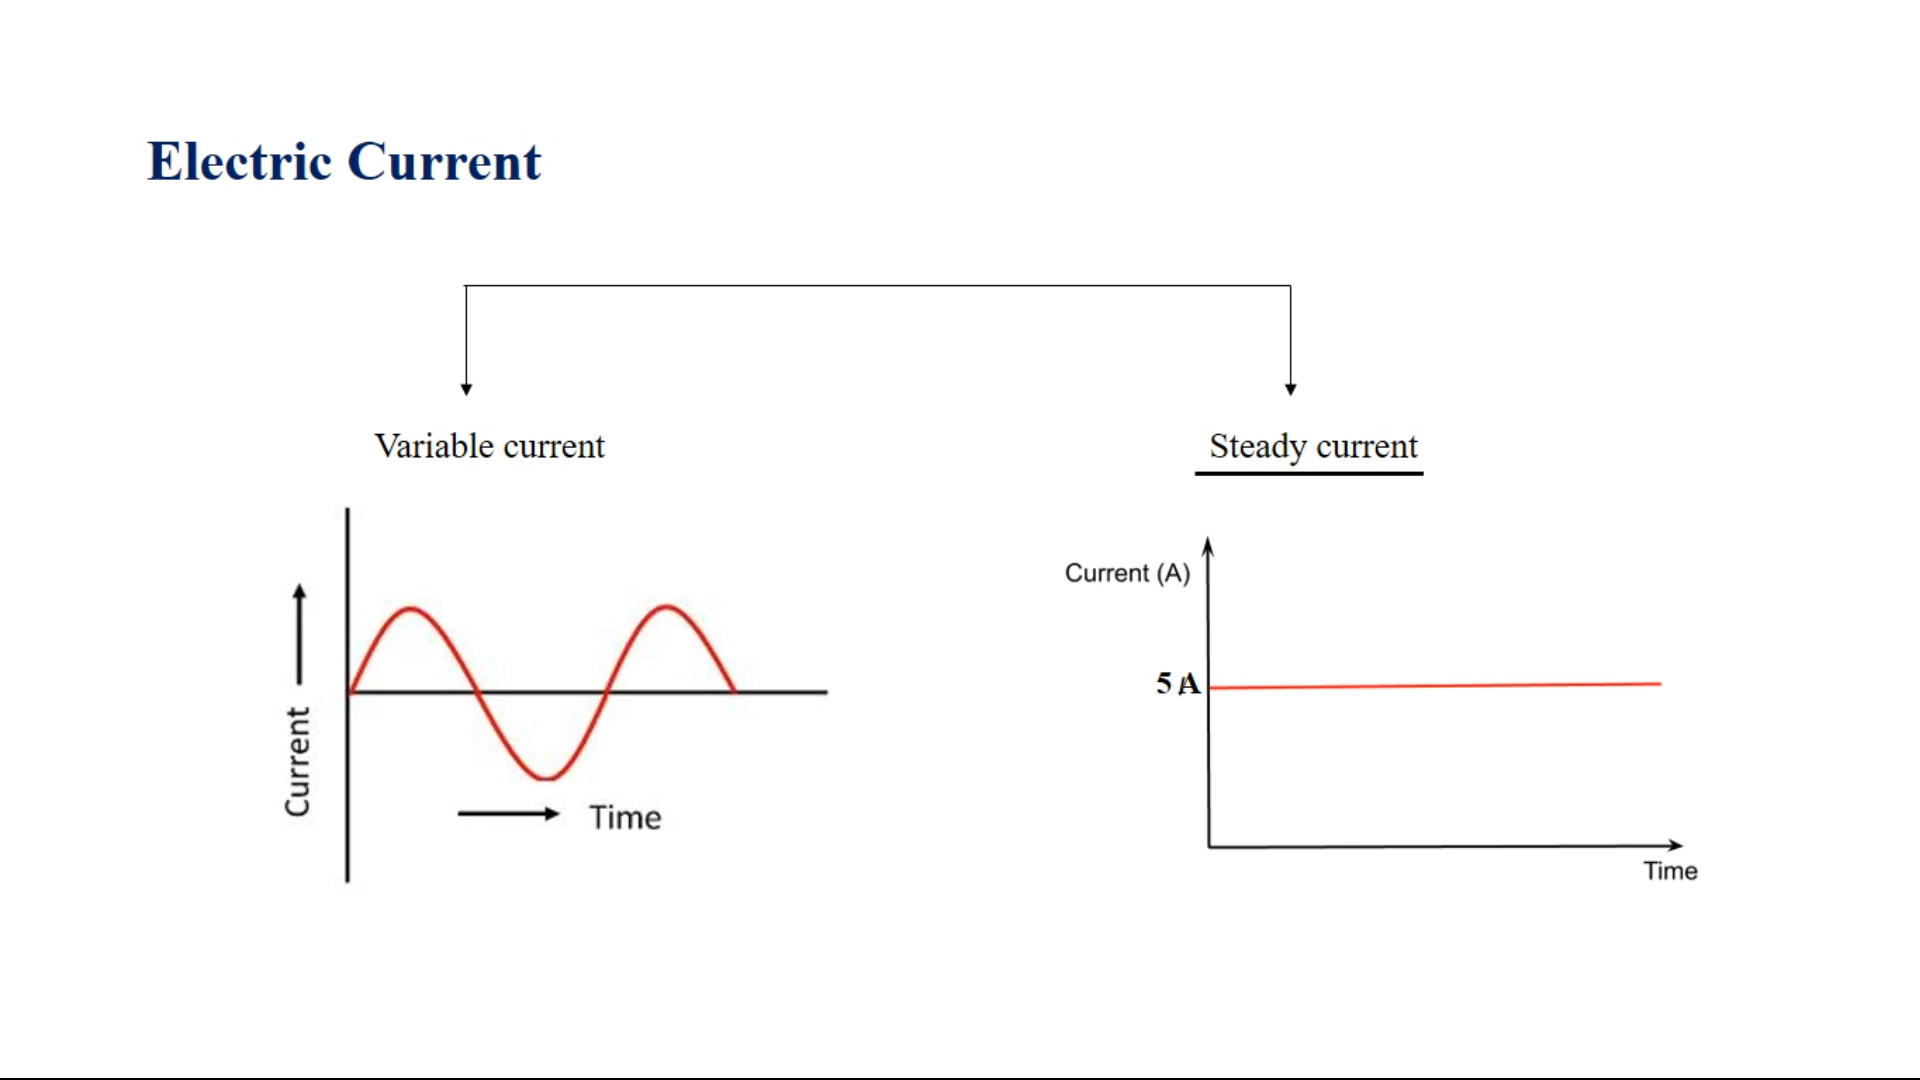 Electric Current
Variable current
Steady current
Current
Time
Current (A)
5 A
Time